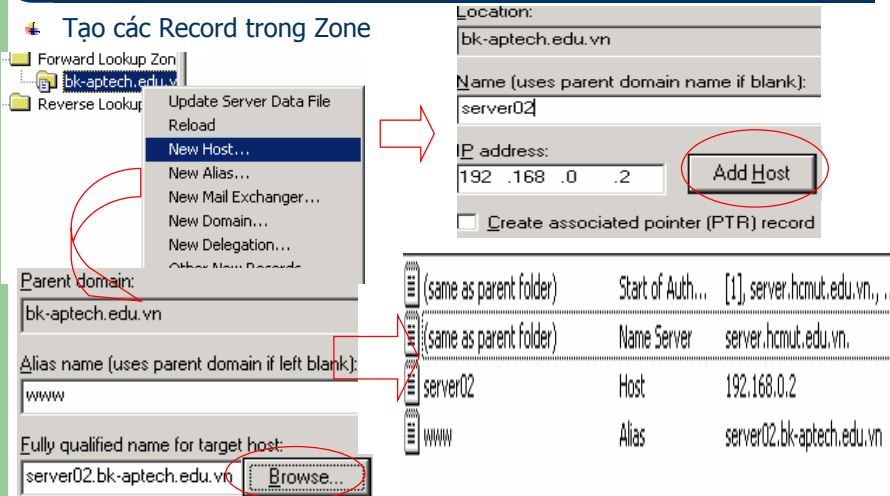 Tạo các Record trong Zone
Forward Lookup Zon
bk-aptech.edu.v
Reverse Lookup
Update Server Data File
Reload
New Host...
New Alias...
New Mail Exchanger...
New Domain...
New Delegation...
Other New Records
Location:
bk-aptech.edu.vn
Name (uses parent domain name if blank):
server02
IP address:
192 .168 .0 .2
Add Host
Create associated pointer (PTR) record
Parent domain:
bk-aptech.edu.vn
Alias name (uses parent domain if left blank):
www
Fully qualified name for target host:
server02.bk-aptech.edu.vn
Browse...
(same as parent folder) Start of Auth... [1], server.hcmut.edu.vn., ..
(same as parent folder) Name Server server.hcmut.edu.vn.
server02 Host 192.168.0.2
www Alias server02.bk-aptech.edu.vn